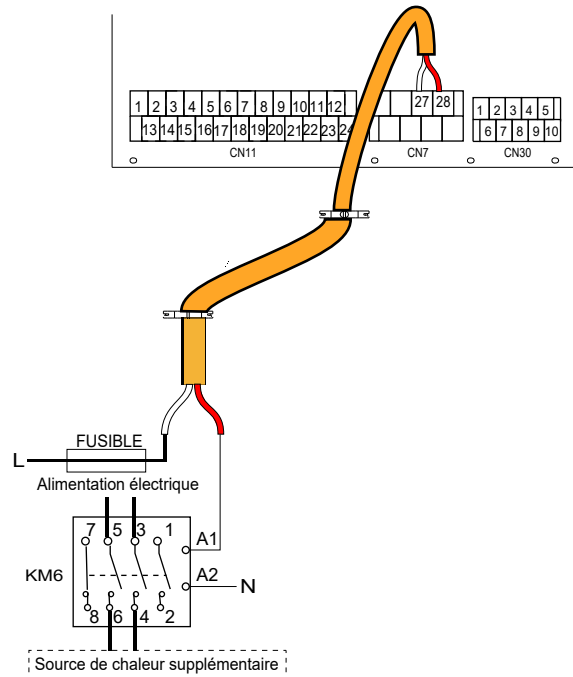 27 28
1 2 3 4 5 6 7 8 9 10 11 12
1 2 3 4 5
13 14 15 16 17 18 19 20 21 22 23 24
6 7 8 9 10
CN11 CN7 CN30
FUSIBLE
L
Alimentation électrique
7 5 3 1
A1
KM6
A2 N
8 6 4 2
Source de chaleur supplémentaire